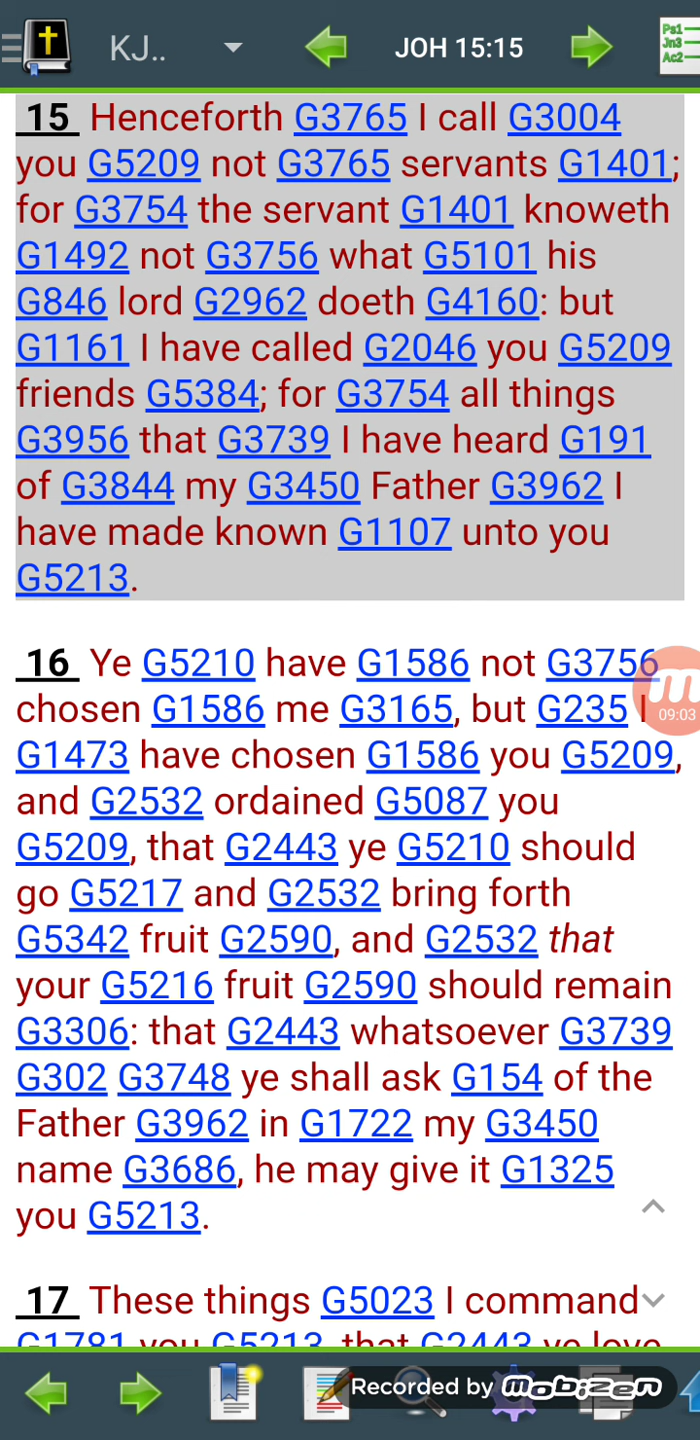 KJ..
JOH 15:15
Ps1
Jn3
Ac2
15 Henceforth G3765 I call G3004
you G5209 not G3765 servants G1401;
for G3754 the servant G1401 knoweth
G1492 not G3756 what G5101 his
G846 lord G2962 doeth G4160: but
G1161 I have called G2046 you G5209
friends G5384; for G3754 all things
G3956 that G3739 I have heard G191
of G3844 my G3450 Father G3962 I
have made known G1107 unto you
G5213.
16 Ye G5210 have G1586 not G3756
chosen G1586 me G3165, but G235 I
09:03
G1473 have chosen G1586 you G5209,
and G2532 ordained G5087 you
G5209, that G2443 ye G5210 should
go G5217 and G2532 bring forth
G5342 fruit G2590, and G2532 that
your G5216 fruit G2590 should remain
G3306: that G2443 whatsoever G3739
G302 G3748 ye shall ask G154 of the
Father G3962 in G1722 my G3450
name G3686, he may give it G1325
you G5213.
17 These things G5023 I command
G1781 you G5213, that G2443 ye love
Recorded by mobizen